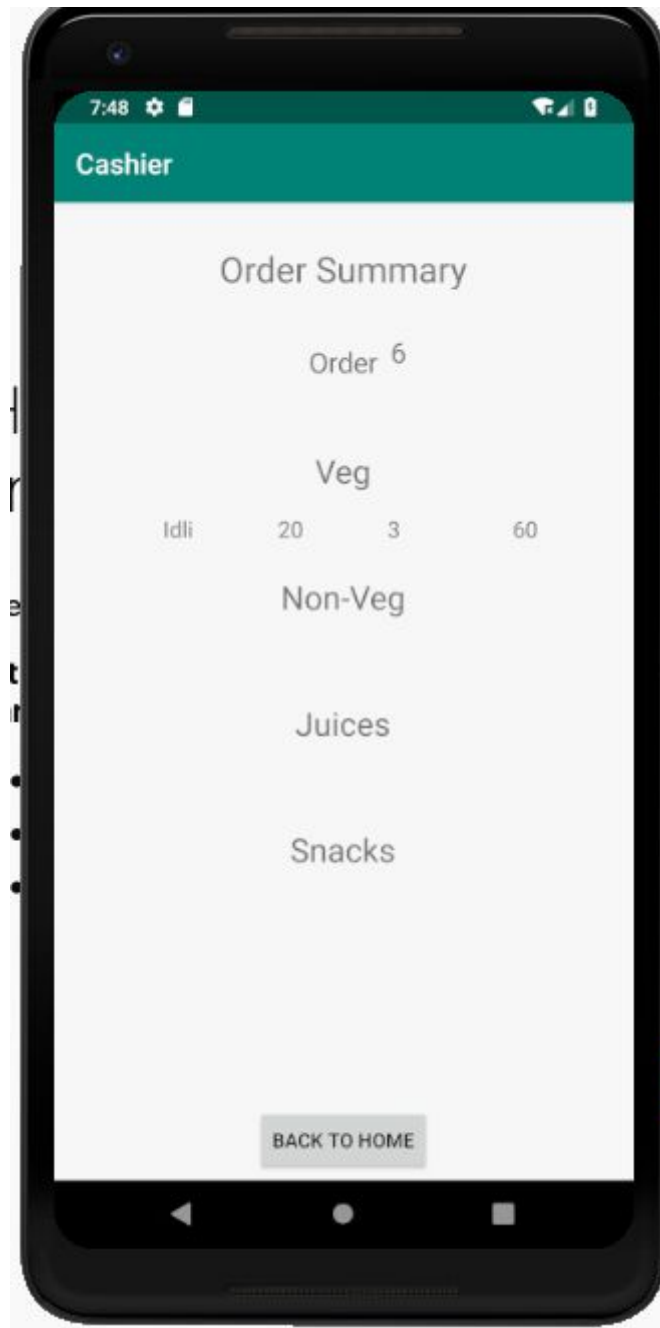 7:48
Cashier
Order Summary
Order 6
Veg
Idli 20 3 60
Non-Veg
Juices
Snacks
BACK TO HOME